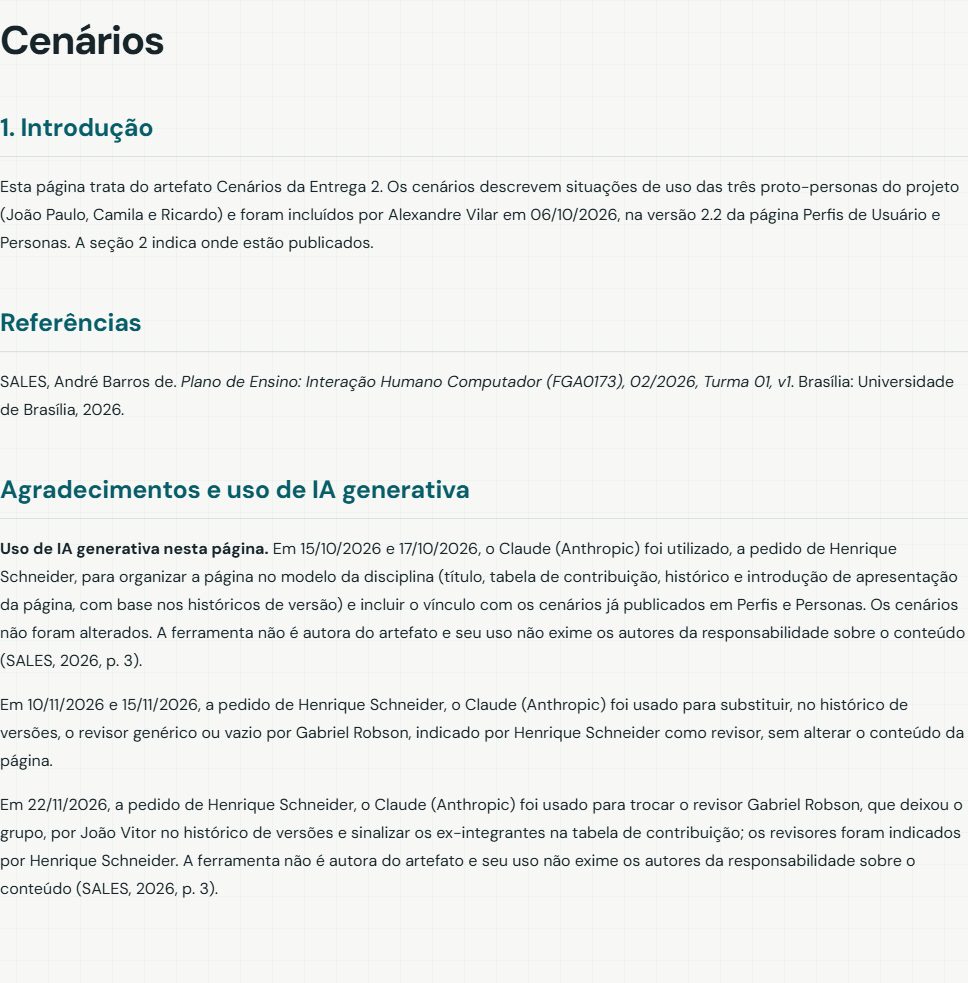 Cenários
1. Introdução
Esta página trata do artefato Cenários da Entrega 2. Os cenários descrevem situações de uso das três proto-personas do projeto
(João Paulo, Camila e Ricardo) e foram incluídos por Alexandre Vilar em 06/10/2026, na versão 2.2 da página Perfis de Usuário e
Personas. A seção 2 indica onde estão publicados.
Referências
SALES, André Barros de. Plano de Ensino: Interação Humano Computador (FGA0173), 02/2026, Turma 01, v1. Brasília: Universidade
de Brasília, 2026.
Agradecimentos e uso de IA generativa
Uso de IA generativa nesta página. Em 15/10/2026 e 17/10/2026, o Claude (Anthropic) foi utilizado, a pedido de Henrique
Schneider, para organizar a página no modelo da disciplina (título, tabela de contribuição, histórico e introdução de apresentação
da página, com base nos históricos de versão) e incluir o vínculo com os cenários já publicados em Perfis e Personas. Os cenários
não foram alterados. A ferramenta não é autora do artefato e seu uso não exime os autores da responsabilidade sobre o conteúdo
(SALES, 2026, p. 3).
Em 10/11/2026 e 15/11/2026, a pedido de Henrique Schneider, o Claude (Anthropic) foi usado para substituir, no histórico de
versões, o revisor genérico ou vazio por Gabriel Robson, indicado por Henrique Schneider como revisor, sem alterar o conteúdo da
página.
Em 22/11/2026, a pedido de Henrique Schneider, o Claude (Anthropic) foi usado para trocar o revisor Gabriel Robson, que deixou o
grupo, por João Vitor no histórico de versões e sinalizar os ex-integrantes na tabela de contribuição; os revisores foram indicados
por Henrique Schneider. A ferramenta não é autora do artefato e seu uso não exime os autores da responsabilidade sobre o
conteúdo (SALES, 2026, p. 3).